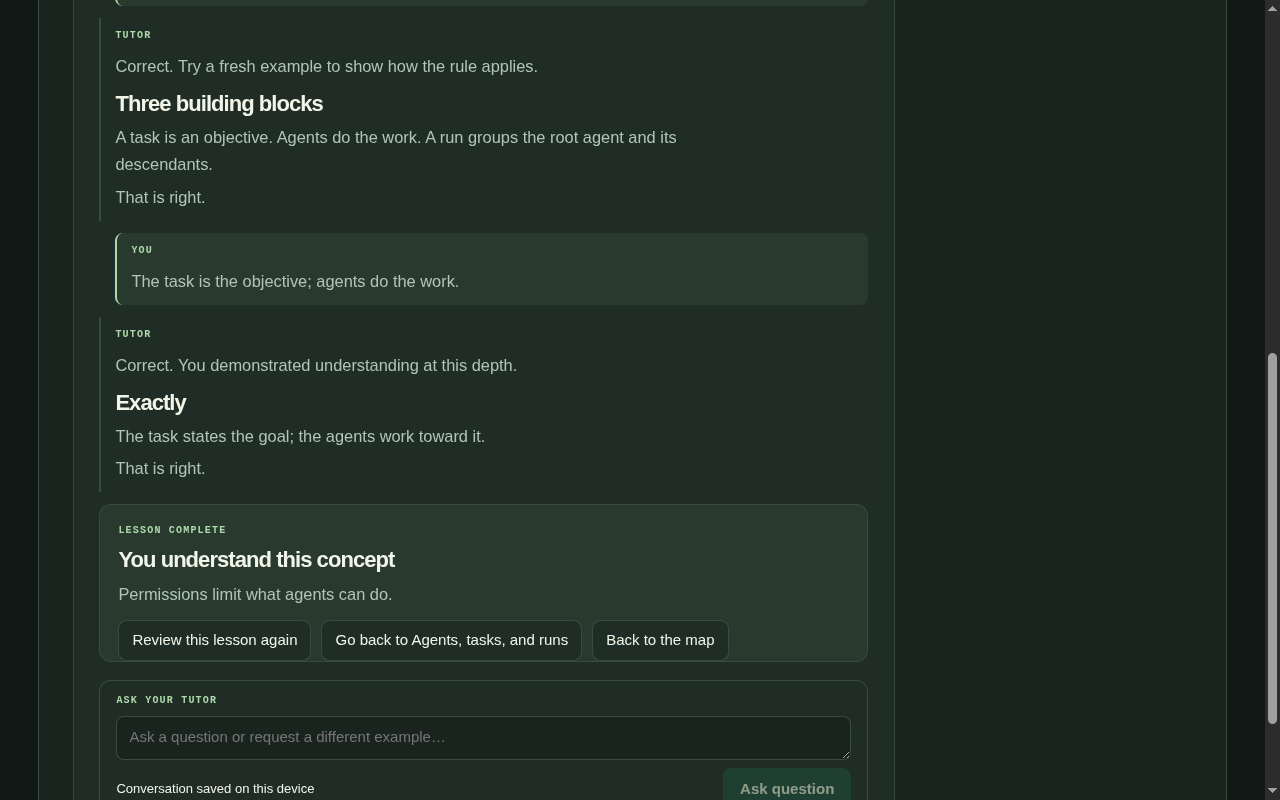 TUTOR
Correct. Try a fresh example to show how the rule applies.
Three building blocks
A task is an objective. Agents do the work. A run groups the root agent and its
descendants.
That is right.
YOU
The task is the objective; agents do the work.
TUTOR
Correct. You demonstrated understanding at this depth.
Exactly
The task states the goal; the agents work toward it.
That is right.
LESSON COMPLETE
You understand this concept
Permissions limit what agents can do.
Review this lesson again
Go back to Agents, tasks, and runs
Back to the map
ASK YOUR TUTOR
Ask a question or request a different example…
Conversation saved on this device
Ask question